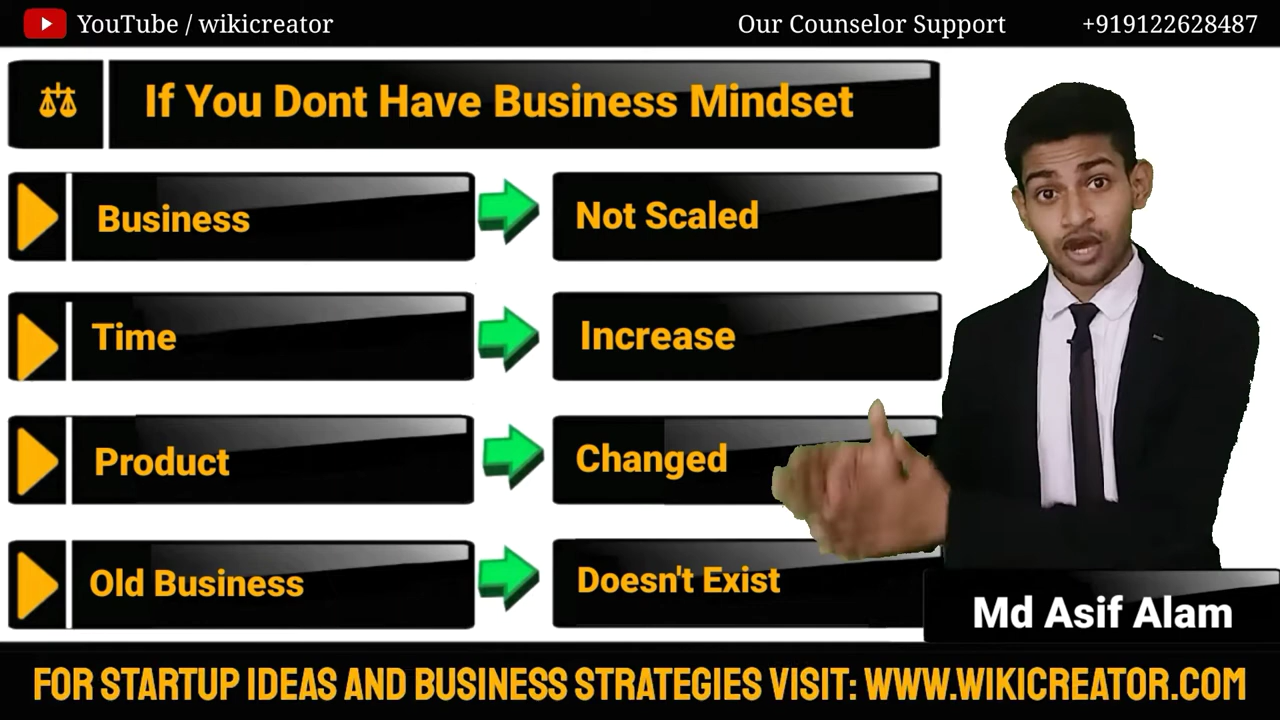 YouTube / wikicreator
Our Counselor Support
+919122628487
If You Dont Have Business Mindset
Business
Not Scaled
Time
Increase
Product
Changed
Old Business
Doesn't Exist
Md Asif Alam
FOR STARTUP IDEAS AND BUSINESS STRATEGIES VISIT: WWW.WIKICREATOR.COM